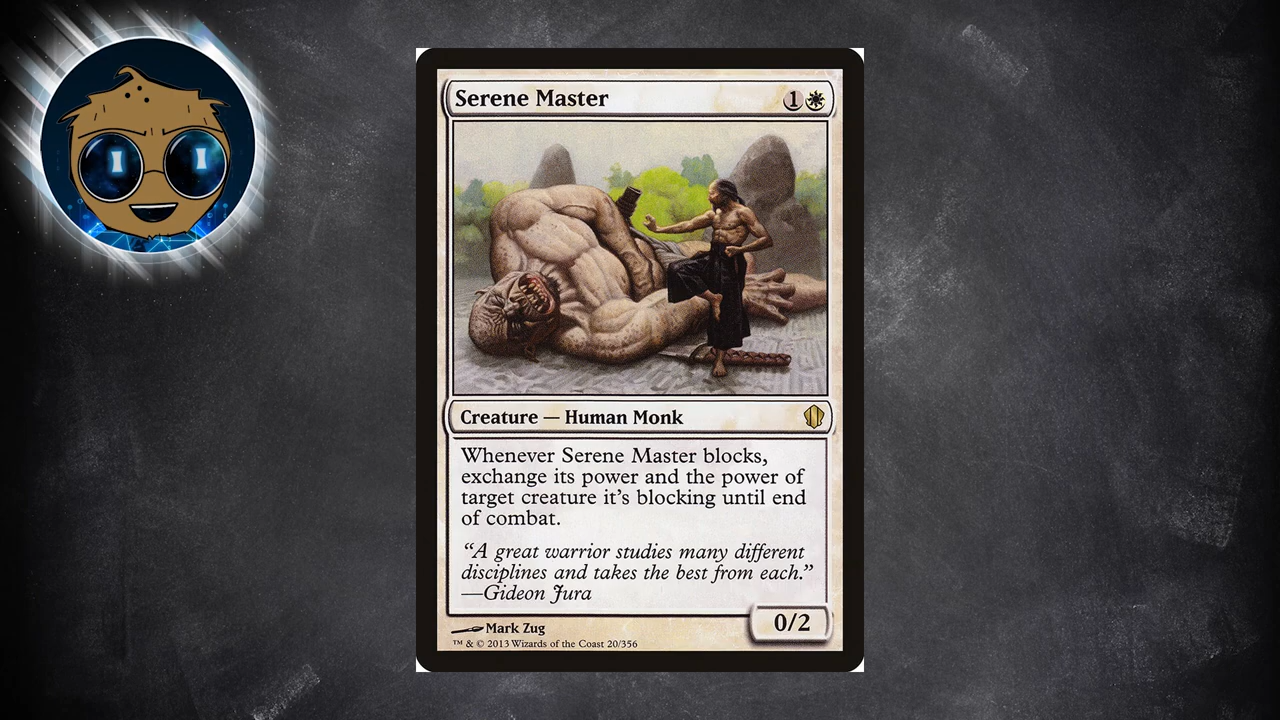 Serene Master 1
Creature — Human Monk
Whenever Serene Master blocks,
exchange its power and the power of
target creature it's blocking until end
of combat.
“A great warrior studies many different
disciplines and takes the best from each.”
—Gideon Jura
0/2
Mark Zug
™ & © 2013 Wizards of the Coast 20/356